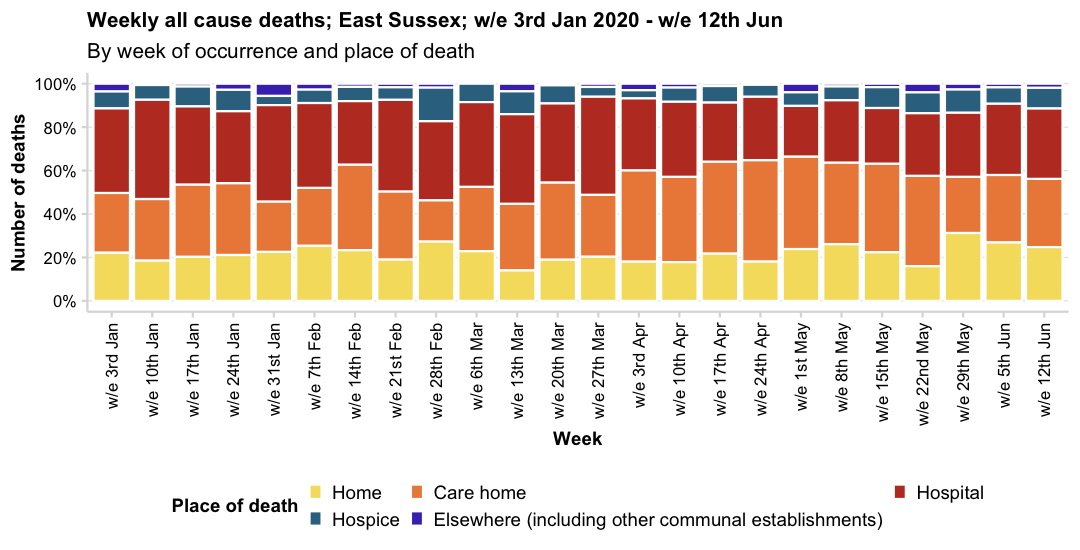 Weekly all cause deaths; East Sussex; w/e 3rd Jan 2020 - w/e 12th Jun
By week of occurrence and place of death
Number of deaths
100%
80%
60%
40%
20%
0%
w/e 3rd Jan
w/e 10th Jan
w/e 17th Jan
w/e 24th Jan
w/e 31st Jan
w/e 7th Feb
w/e 14th Feb
w/e 21st Feb
w/e 28th Feb
w/e 6th Mar
w/e 13th Mar
w/e 20th Mar
w/e 27th Mar
w/e 3rd Apr
w/e 10th Apr
w/e 17th Apr
w/e 24th Apr
w/e 1st May
w/e 8th May
w/e 15th May
w/e 22nd May
w/e 29th May
w/e 5th Jun
w/e 12th Jun
Week
Place of death
Home
Care home
Hospital
Hospice
Elsewhere (including other communal establishments)